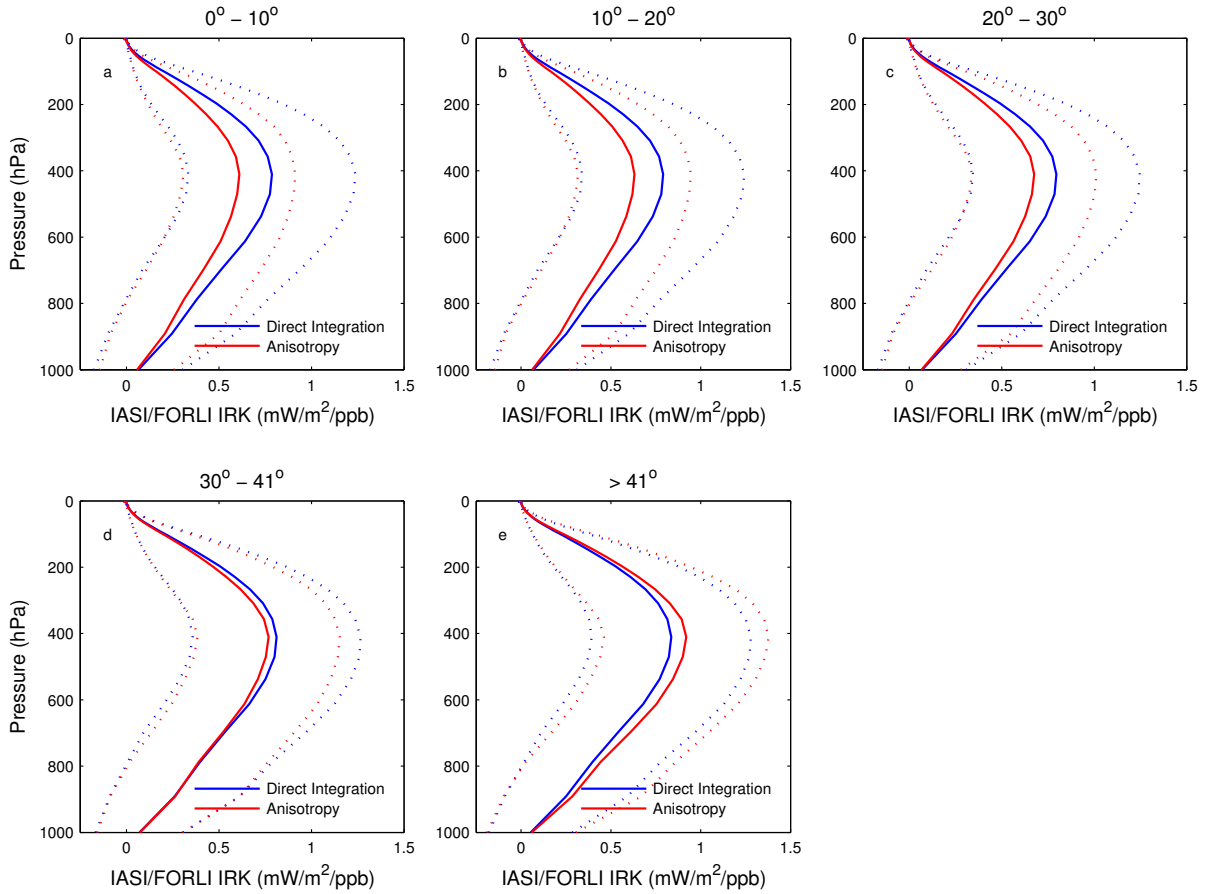 0° – 10°
10° – 20°
20° – 30°
0
200
400
600
800
1000
Pressure (hPa)
a
Direct Integration
Anisotropy
0 0.5 1 1.5
IASI/FORLI IRK (mW/m²/ppb)
0
200
400
600
800
1000
b
Direct Integration
Anisotropy
0 0.5 1 1.5
IASI/FORLI IRK (mW/m²/ppb)
0
200
400
600
800
1000
c
Direct Integration
Anisotropy
0 0.5 1 1.5
IASI/FORLI IRK (mW/m²/ppb)
30° – 41°
> 41°
0
200
400
600
800
1000
Pressure (hPa)
d
Direct Integration
Anisotropy
0 0.5 1 1.5
IASI/FORLI IRK (mW/m²/ppb)
0
200
400
600
800
1000
e
Direct Integration
Anisotropy
0 0.5 1 1.5
IASI/FORLI IRK (mW/m²/ppb)